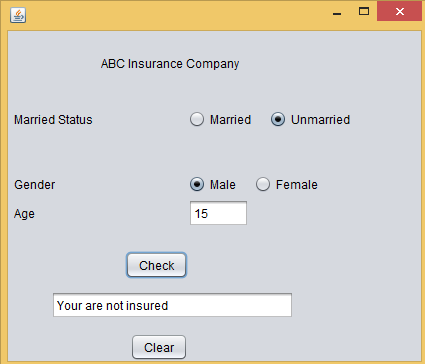 ABC Insurance Company
Married Status Married Unmarried
Gender Male Female
Age 15
Check
Your are not insured
Clear